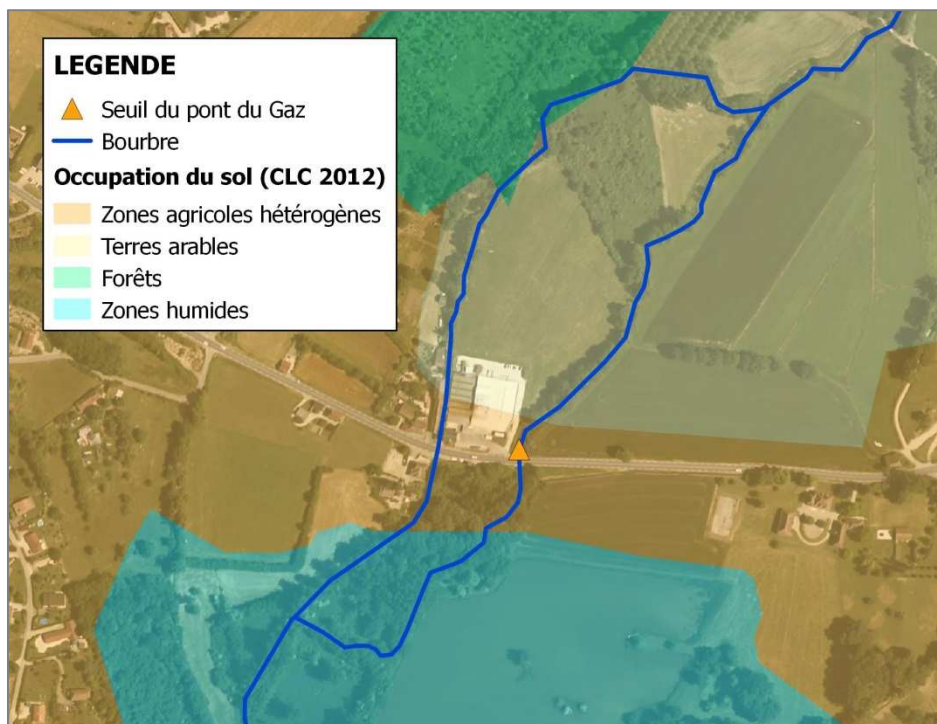 LEGENDE
Seuil du pont du Gaz
Bourbre
Occupation du sol (CLC 2012)
Zones agricoles hétérogènes
Terres arables
Forêts
Zones humides